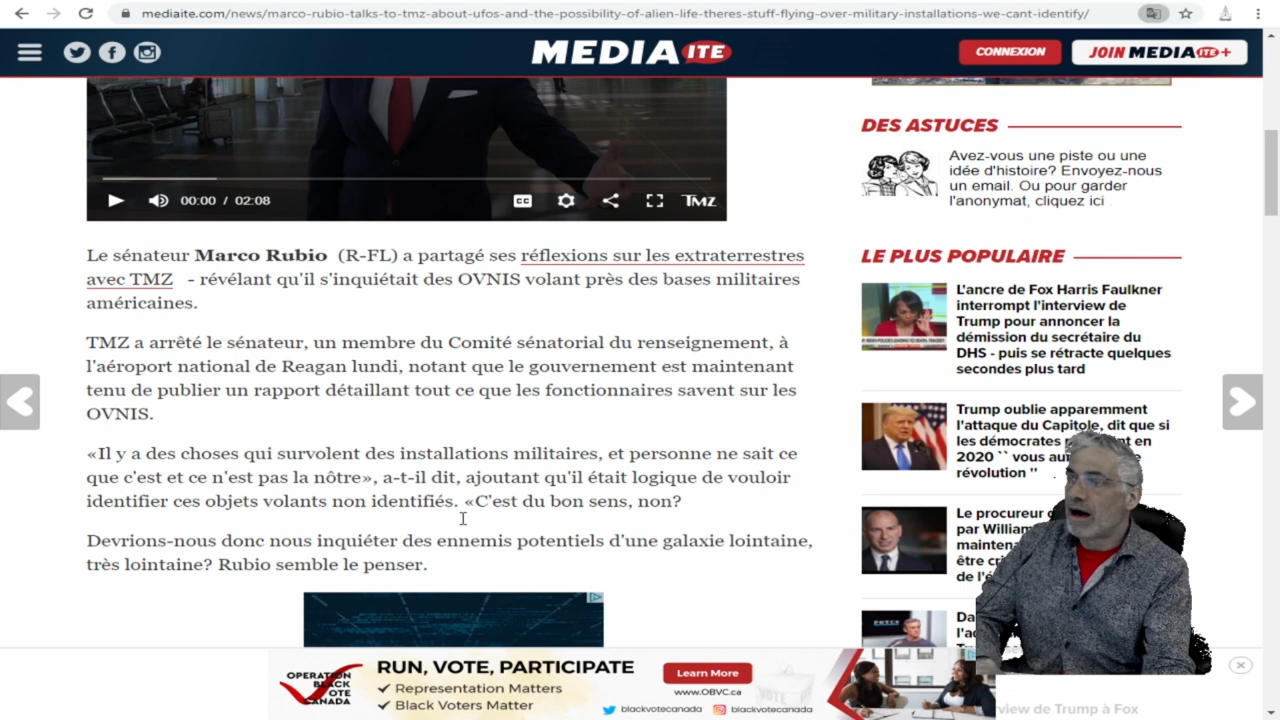 mediaite.com/news/marco-rubio-talks-to-tmz-about-ufos-and-the-possibility-of-alien-life-theres-stuff-flying-over-military-installations-we-cant-identify/
MEDIAITE
CONNEXION
JOIN MEDIAITE+
00:00 / 02:08
CC
TMZ
Le sénateur Marco Rubio (R-FL) a partagé ses réflexions sur les extraterrestres
avec TMZ - révélant qu'il s'inquiétait des OVNIS volant près des bases militaires
américaines.
TMZ a arrêté le sénateur, un membre du Comité sénatorial du renseignement, à
l'aéroport national de Reagan lundi, notant que le gouvernement est maintenant
tenu de publier un rapport détaillant tout ce que les fonctionnaires savent sur les
OVNIS.
«Il y a des choses qui survolent des installations militaires, et personne ne sait ce
que c'est et ce n'est pas la nôtre», a-t-il dit, ajoutant qu'il était logique de vouloir
identifier ces objets volants non identifiés. «C'est du bon sens, non?
Devrions-nous donc nous inquiéter des ennemis potentiels d'une galaxie lointaine,
très lointaine? Rubio semble le penser.
DES ASTUCES
Avez-vous une piste ou une
idée d'histoire? Envoyez-nous
un email. Ou pour garder
l'anonymat, cliquez ici
LE PLUS POPULAIRE
L'ancre de Fox Harris Faulkner
interrompt l'interview de
Trump pour annoncer la
démission du secrétaire du
DHS - puis se rétracte quelques
secondes plus tard
Trump oublie apparemment
l'attaque du Capitole, dit que si
les démocrates en
2020 `` vous
révolution ''
Le procureur
par William
maintenant
être
de
Da
OPERATION
BLACK
VOTE
CANADA
RUN, VOTE, PARTICIPATE
✓ Representation Matters
✓ Black Voters Matter
Learn More
www.OBVC.ca
blackvotecanada
blackvotecanada
VOTE
view de Trump à Fox